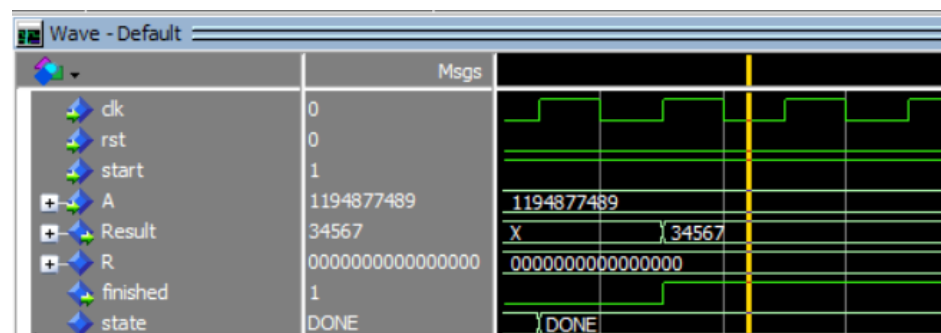 Wave - Default
Msgs
clk 0
rst 0
start 1
A 1194877489 1194877489
Result 34567 X 34567
R 0000000000000000 0000000000000000
finished 1
state DONE DONE